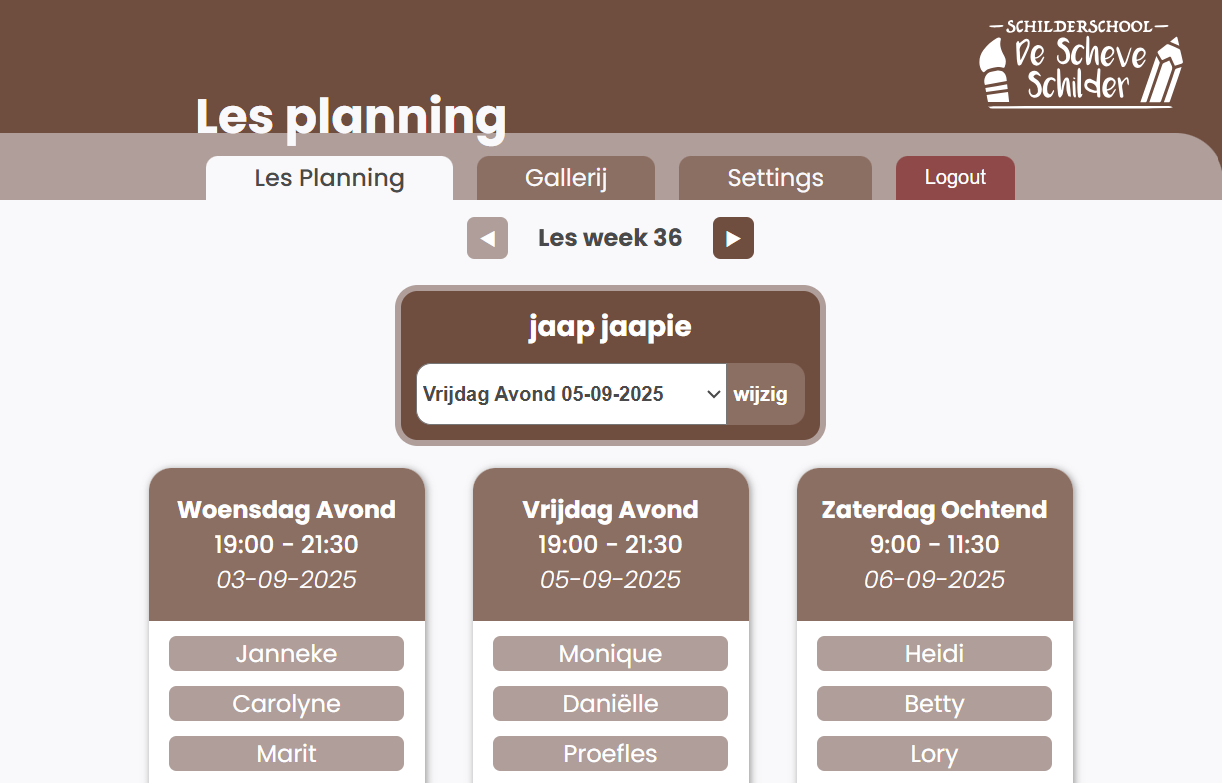 SCHILDERSCHOOL
De Scheve
Schilder
Les planning
Les Planning Gallerij Settings Logout
Les week 36
jaap jaapie
Vrijdag Avond 05-09-2025 wijzig
Woensdag Avond
19:00 - 21:30
03-09-2025
Janneke
Carolyne
Marit
Vrijdag Avond
19:00 - 21:30
05-09-2025
Monique
Daniëlle
Proefles
Zaterdag Ochtend
9:00 - 11:30
06-09-2025
Heidi
Betty
Lory